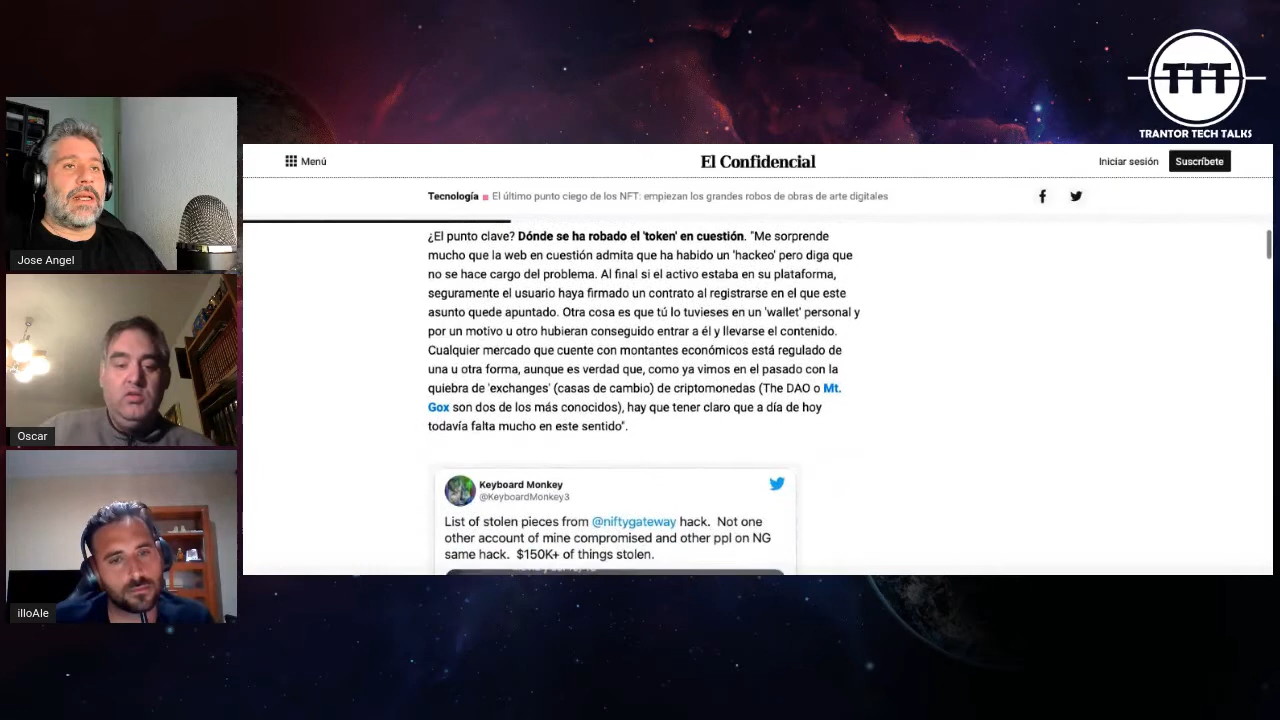 TTT
TRANTOR TECH TALKS
Jose Angel
Oscar
illoAle
Menú
El Confidencial
Iniciar sesión
Suscríbete
Tecnología
El último punto ciego de los NFT: empiezan los grandes robos de obras de arte digitales
¿El punto clave? Dónde se ha robado el 'token' en cuestión. "Me sorprende
mucho que la web en cuestión admita que ha habido un 'hackeo' pero diga que
no se hace cargo del problema. Al final si el activo estaba en su plataforma,
seguramente el usuario haya firmado un contrato al registrarse en el que este
asunto quede apuntado. Otra cosa es que tú lo tuvieses en un 'wallet' personal y
por un motivo u otro hubieran conseguido entrar a él y llevarse el contenido.
Cualquier mercado que cuente con montantes económicos está regulado de
una u otra forma, aunque es verdad que, como ya vimos en el pasado con la
quiebra de 'exchanges' (casas de cambio) de criptomonedas (The DAO o Mt.
Gox son dos de los más conocidos), hay que tener claro que a día de hoy
todavía falta mucho en este sentido".
Keyboard Monkey
@KeyboardMonkey3
List of stolen pieces from @niftygateway hack. Not one
other account of mine compromised and other ppl on NG
same hack. $150K+ of things stolen.